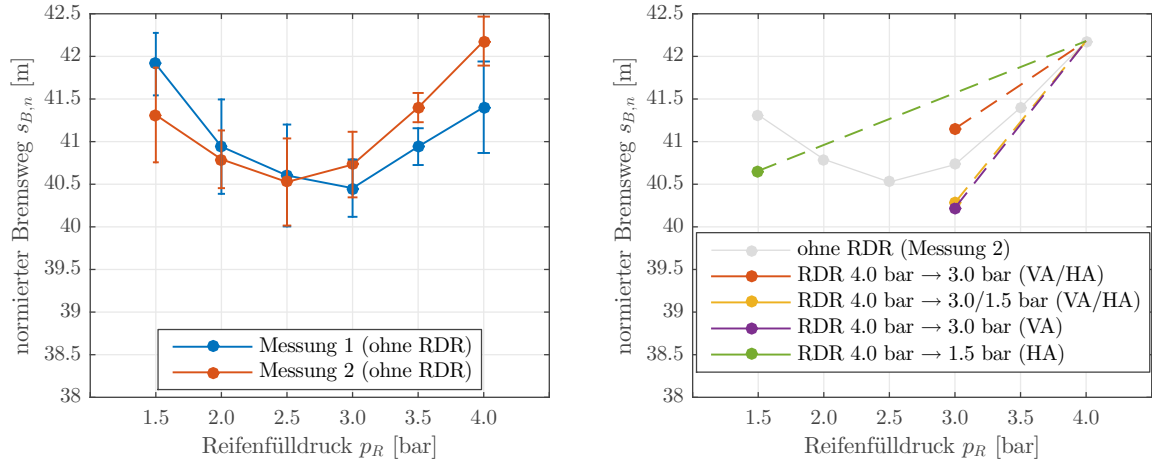 42.5
42
41.5
41
40.5
40
39.5
39
38.5
38
normierter Bremsweg s_{B,n} [m]
Messung 1 (ohne RDR)
Messung 2 (ohne RDR)
1.5 2.0 2.5 3.0 3.5 4.0
Reifenfülldruck p_R [bar]
42.5
42
41.5
41
40.5
40
39.5
39
38.5
38
normierter Bremsweg s_{B,n} [m]
ohne RDR (Messung 2)
RDR 4.0 bar → 3.0 bar (VA/HA)
RDR 4.0 bar → 3.0/1.5 bar (VA/HA)
RDR 4.0 bar → 3.0 bar (VA)
RDR 4.0 bar → 1.5 bar (HA)
1.5 2.0 2.5 3.0 3.5 4.0
Reifenfülldruck p_R [bar]